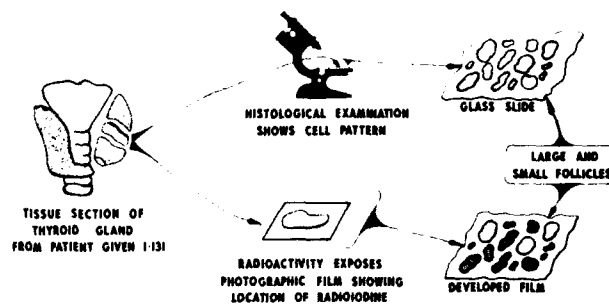 HISTOLOGICAL EXAMINATION
SHOWS CELL PATTERN
GLASS SLIDE
LARGE AND
SMALL FOLLICLES
TISSUE SECTION OF
THYROID GLAND
FROM PATIENT GIVEN I-131
RADIOACTIVITY EXPOSES
PHOTOGRAPHIC FILM SHOWING
LOCATION OF RADIOIODINE
DEVELOPED FILM